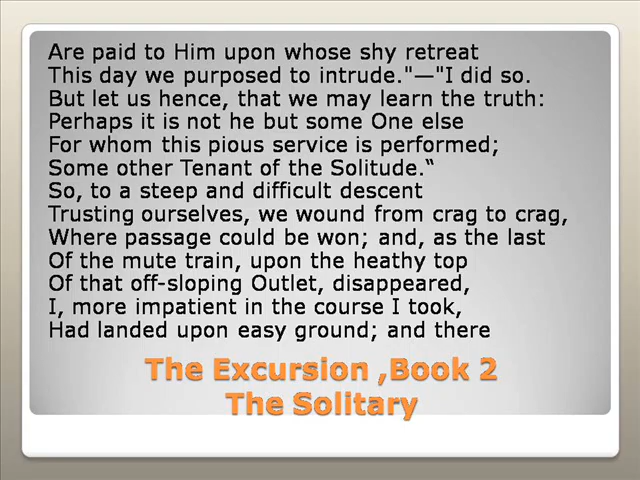 Are paid to Him upon whose shy retreat
This day we purposed to intrude."—"I did so.
But let us hence, that we may learn the truth:
Perhaps it is not he but some One else
For whom this pious service is performed;
Some other Tenant of the Solitude.“
So, to a steep and difficult descent
Trusting ourselves, we wound from crag to crag,
Where passage could be won; and, as the last
Of the mute train, upon the heathy top
Of that off-sloping Outlet, disappeared,
I, more impatient in the course I took,
Had landed upon easy ground; and there
The Excursion ,Book 2
The Solitary